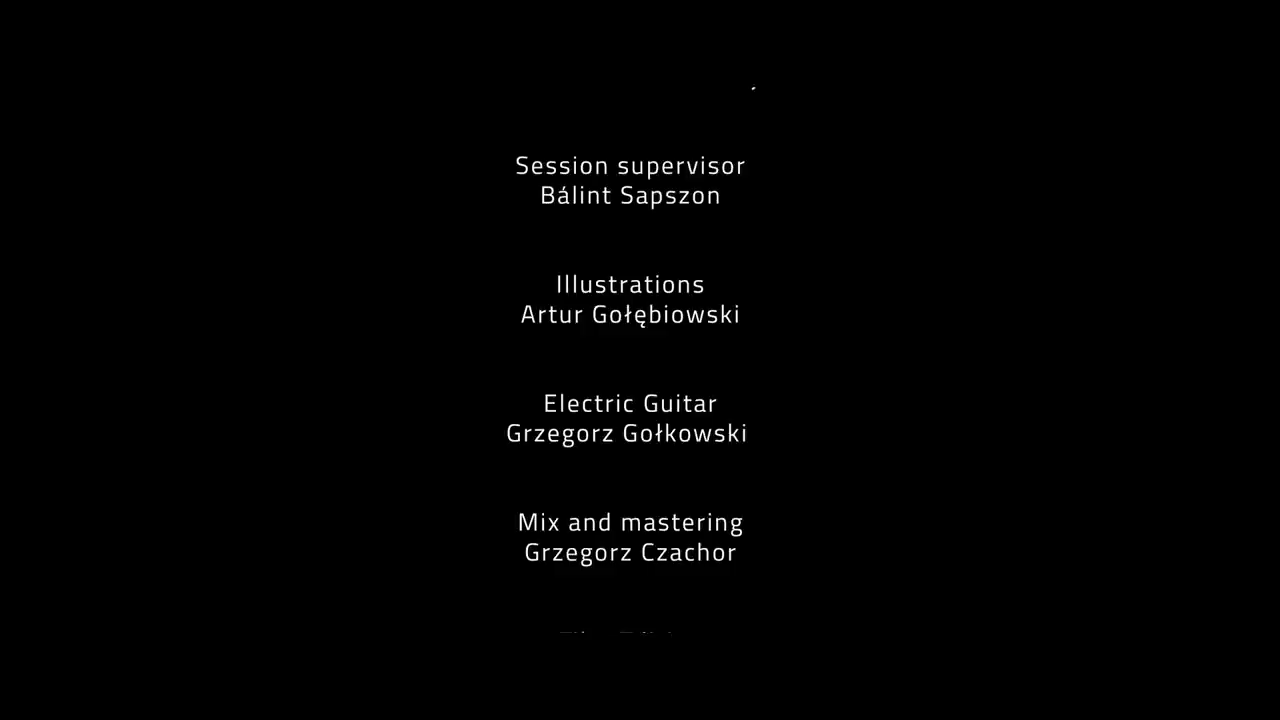 Session supervisor
Bálint Sapszon
Illustrations
Artur Gołębiowski
Electric Guitar
Grzegorz Gołkowski
Mix and mastering
Grzegorz Czachor